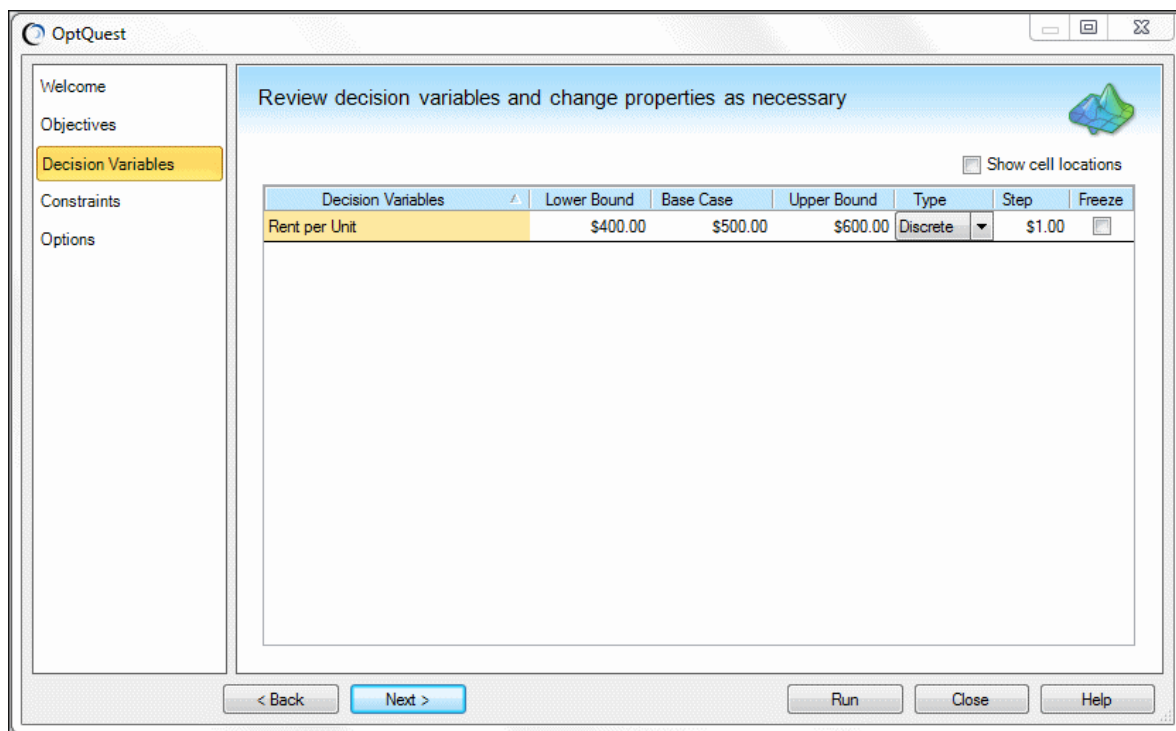 OptQuest
Welcome
Objectives
Decision Variables
Constraints
Options
Review decision variables and change properties as necessary
Show cell locations
Decision Variables Lower Bound Base Case Upper Bound Type Step Freeze
Rent per Unit $400.00 $500.00 $600.00 Discrete $1.00
< Back Next > Run Close Help